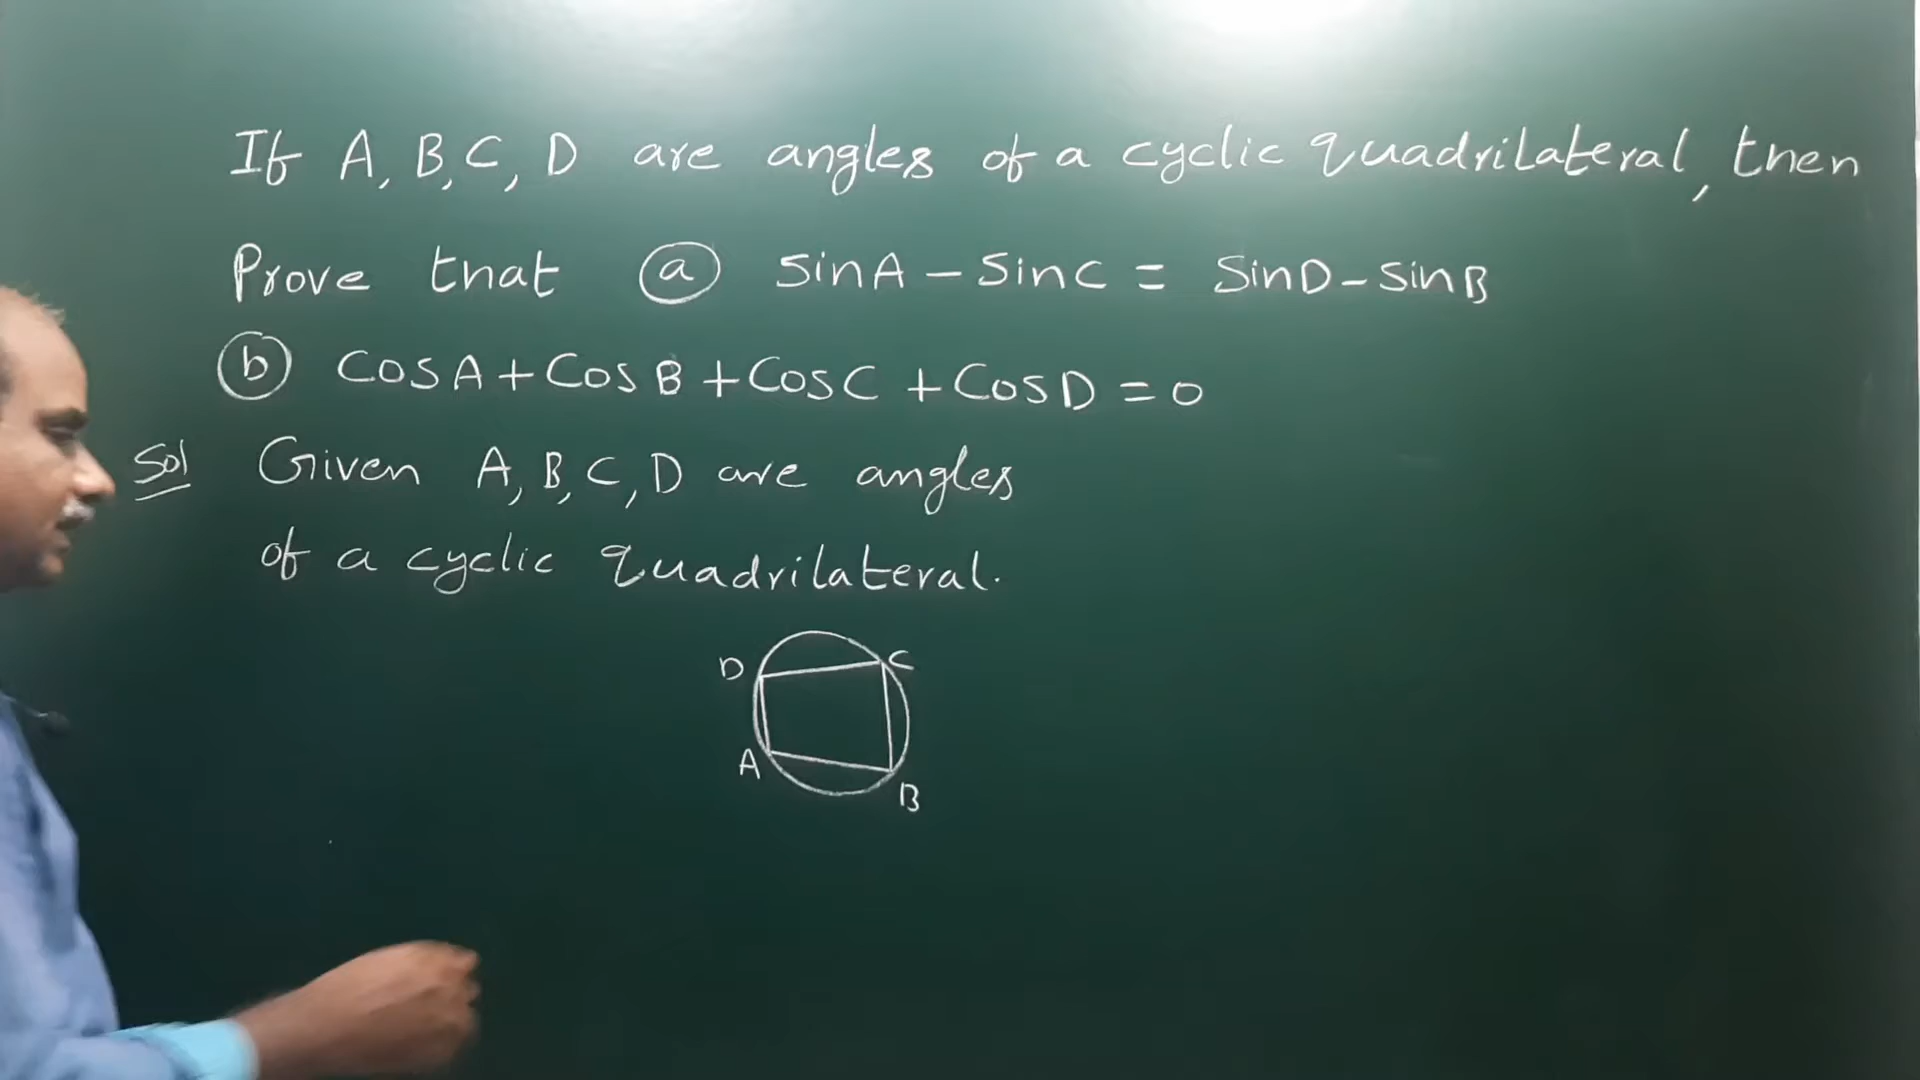 If A, B, C, D are angles of a cyclic quadrilateral, then
Prove that (a) SinA - SinC = SinD - SinB
(b) CosA + CosB + CosC + CosD = 0
Sol Given A, B, C, D are angles
of a cyclic quadrilateral.
D C
A B